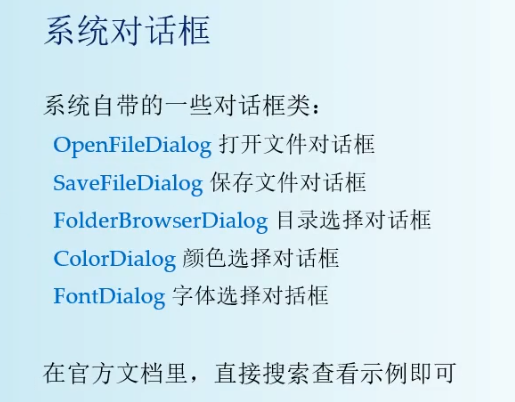 系统对话框
系统自带的一些对话框类：
OpenFileDialog 打开文件对话框
SaveFileDialog 保存文件对话框
FolderBrowserDialog 目录选择对话框
ColorDialog 颜色选择对话框
FontDialog 字体选择对括框
在官方文档里，直接搜索查看示例即可